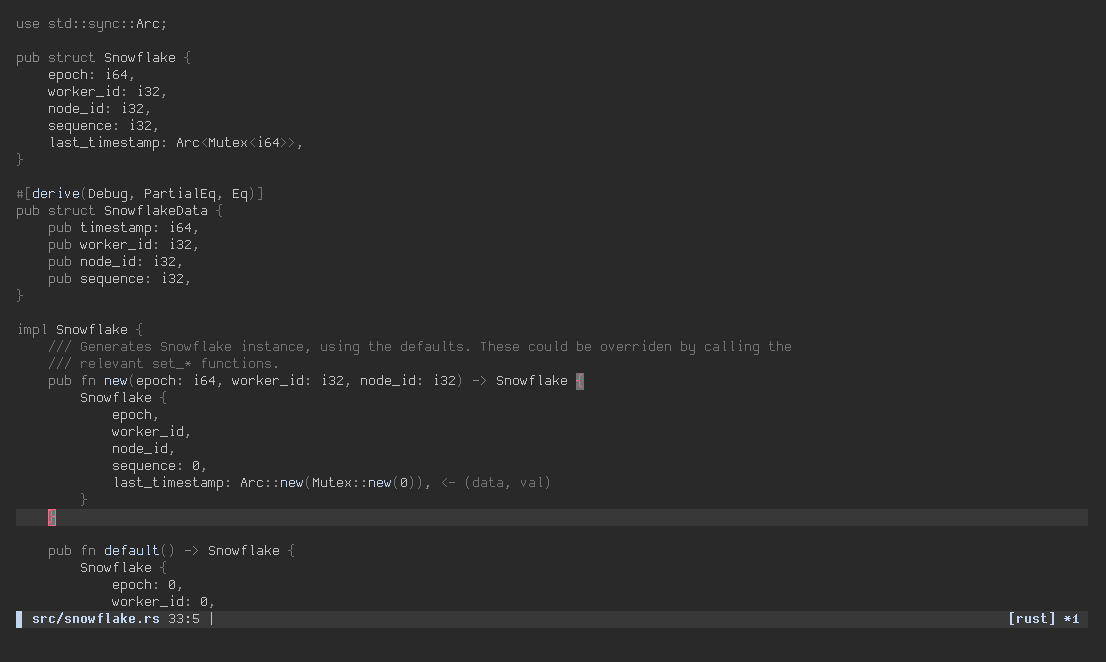 use std::sync::Arc;
pub struct Snowflake {
    epoch: i64,
    worker_id: i32,
    node_id: i32,
    sequence: i32,
    last_timestamp: Arc<Mutex<i64>>,
}
#[derive(Debug, PartialEq, Eq)]
pub struct SnowflakeData {
    pub timestamp: i64,
    pub worker_id: i32,
    pub node_id: i32,
    pub sequence: i32,
}
impl Snowflake {
    /// Generates Snowflake instance, using the defaults. These could be overriden by calling the
    /// relevant set_* functions.
    pub fn new(epoch: i64, worker_id: i32, node_id: i32) -> Snowflake {
        Snowflake {
            epoch,
            worker_id,
            node_id,
            sequence: 0,
            last_timestamp: Arc::new(Mutex::new(0)), <- (data, val)
        }
    }
    pub fn default() -> Snowflake {
        Snowflake {
            epoch: 0,
            worker_id: 0,
src/snowflake.rs 33:5 | [rust] *1